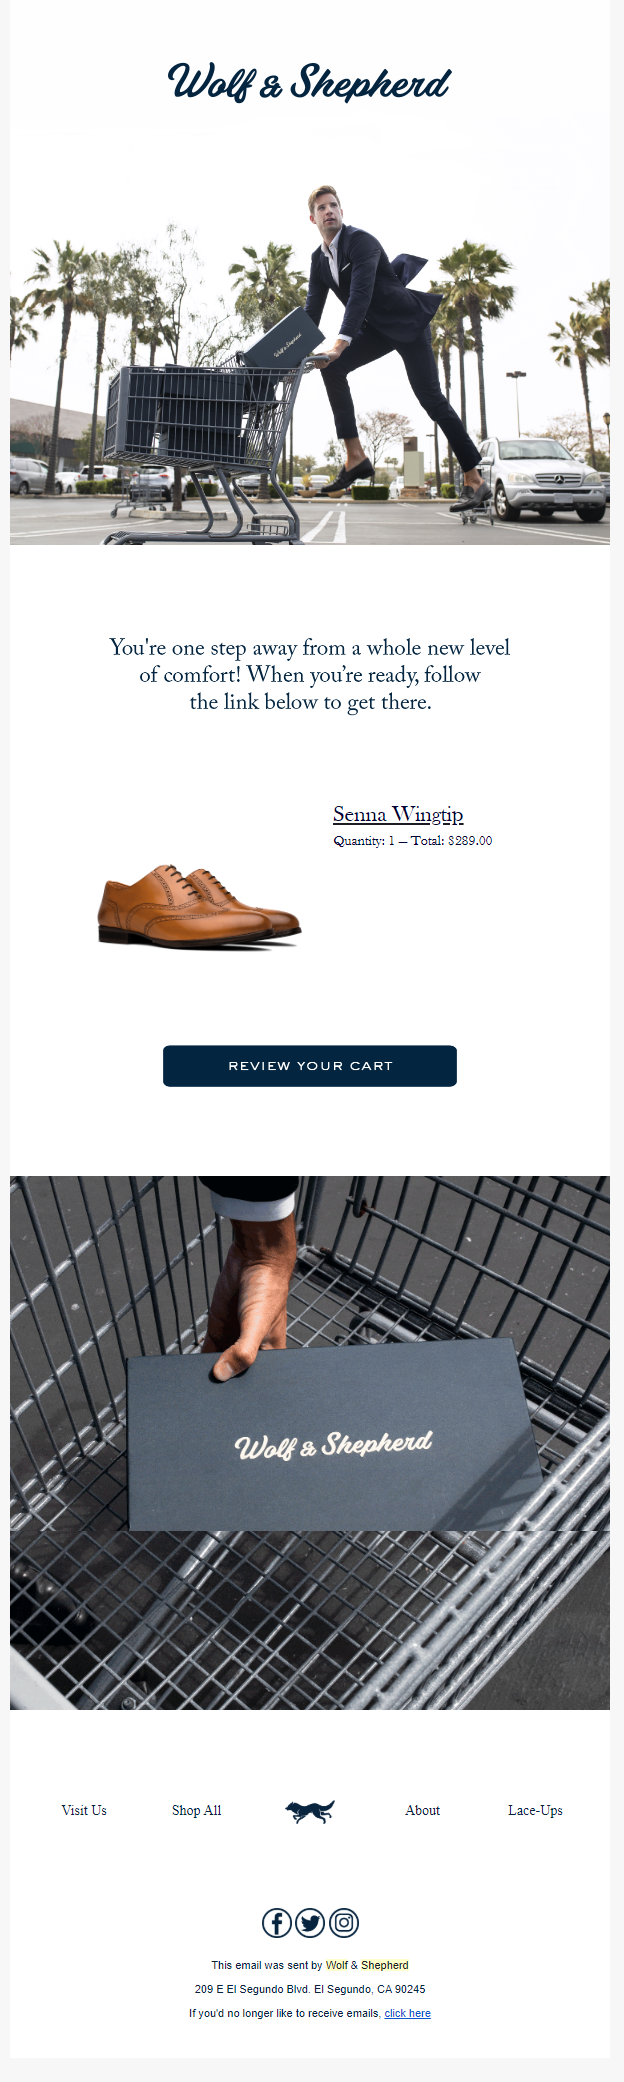 Wolf & Shepherd
Wolf & Shepherd
You're one step away from a whole new level
of comfort! When you’re ready, follow
the link below to get there.
Senna Wingtip
Quantity: 1 — Total: $289.00
REVIEW YOUR CART
Wolf & Shepherd
Visit Us
Shop All
About
Lace-Ups
This email was sent by Wolf & Shepherd
209 E El Segundo Blvd. El Segundo, CA 90245
If you'd no longer like to receive emails, click here